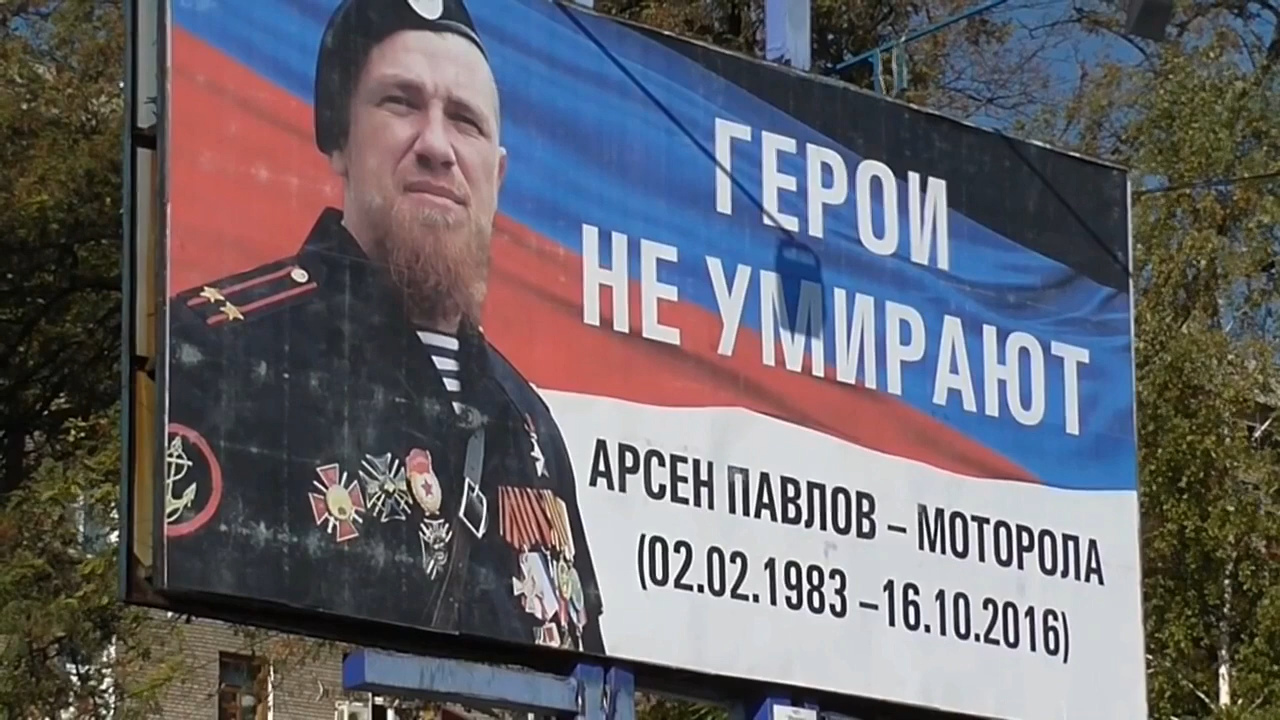 ГЕРОИ
НЕ УМИРАЮТ
АРСЕН ПАВЛОВ – МОТОРОЛА
(02.02.1983 –16.10.2016)